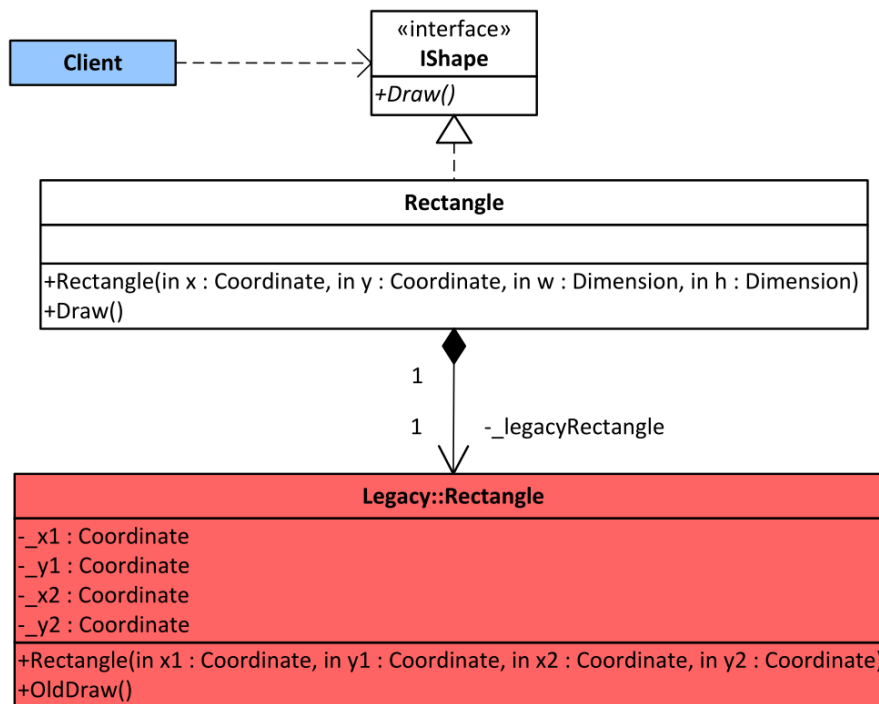 «interface»
Client
IShape
+Draw()
Rectangle
+Rectangle(in x : Coordinate, in y : Coordinate, in w : Dimension, in h : Dimension)
+Draw()
1
1
-_legacyRectangle
Legacy::Rectangle
-_x1 : Coordinate
-_y1 : Coordinate
-_x2 : Coordinate
-_y2 : Coordinate
+Rectangle(in x1 : Coordinate, in y1 : Coordinate, in x2 : Coordinate, in y2 : Coordinate)
+OldDraw()